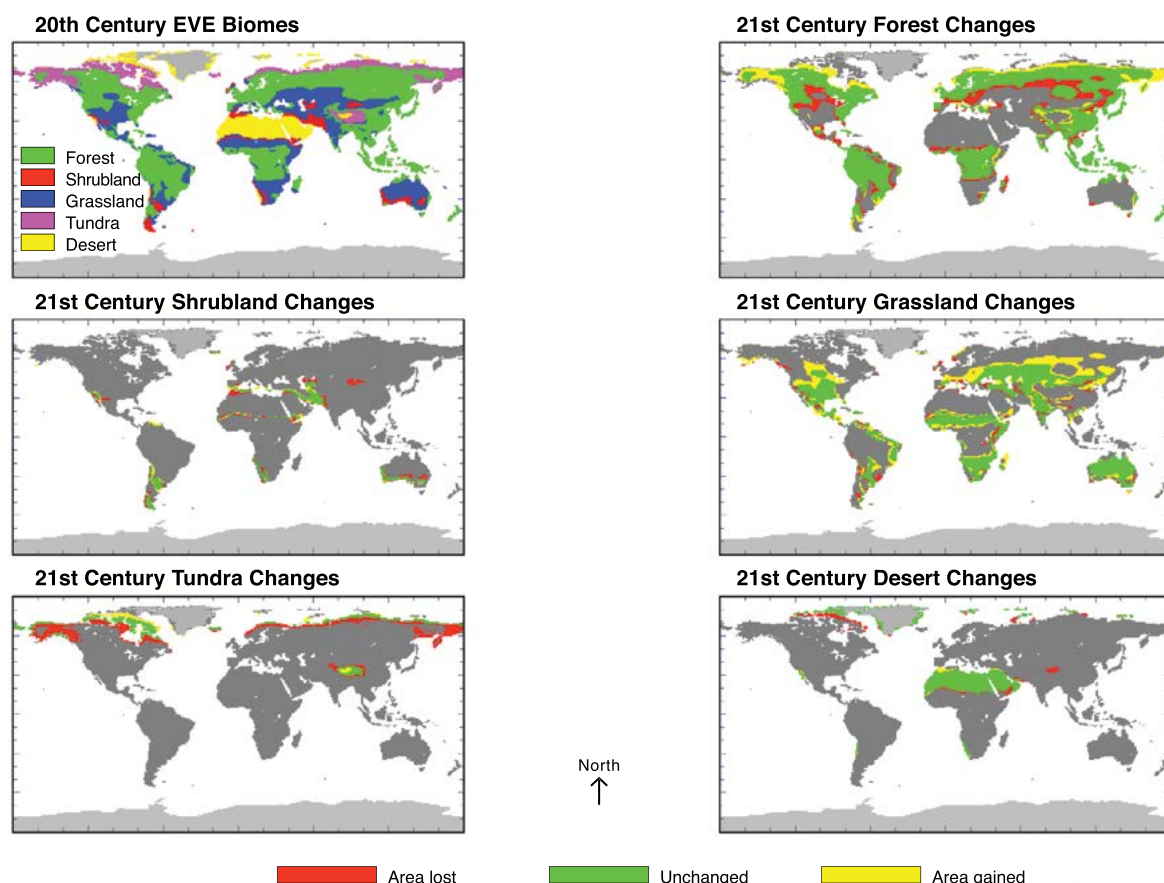 20th Century EVE Biomes
21st Century Forest Changes
Forest
Shrubland
Grassland
Tundra
Desert
21st Century Shrubland Changes
21st Century Grassland Changes
21st Century Tundra Changes
21st Century Desert Changes
North
Area lost
Unchanged
Area gained